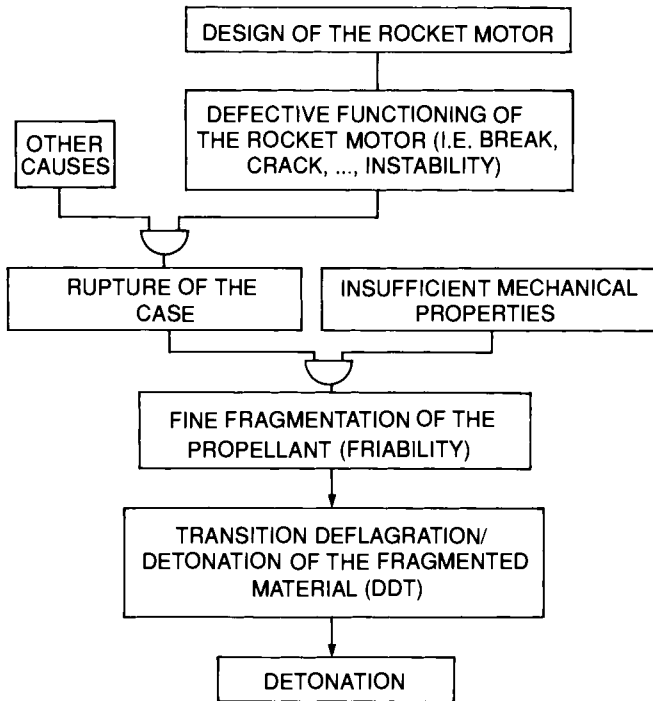 DESIGN OF THE ROCKET MOTOR
DEFECTIVE FUNCTIONING OF
THE ROCKET MOTOR (I.E. BREAK,
CRACK, ..., INSTABILITY)
OTHER
CAUSES
RUPTURE OF THE
CASE
INSUFFICIENT MECHANICAL
PROPERTIES
FINE FRAGMENTATION OF THE
PROPELLANT (FRIABILITY)
TRANSITION DEFLAGRATION/
DETONATION OF THE FRAGMENTED
MATERIAL (DDT)
DETONATION